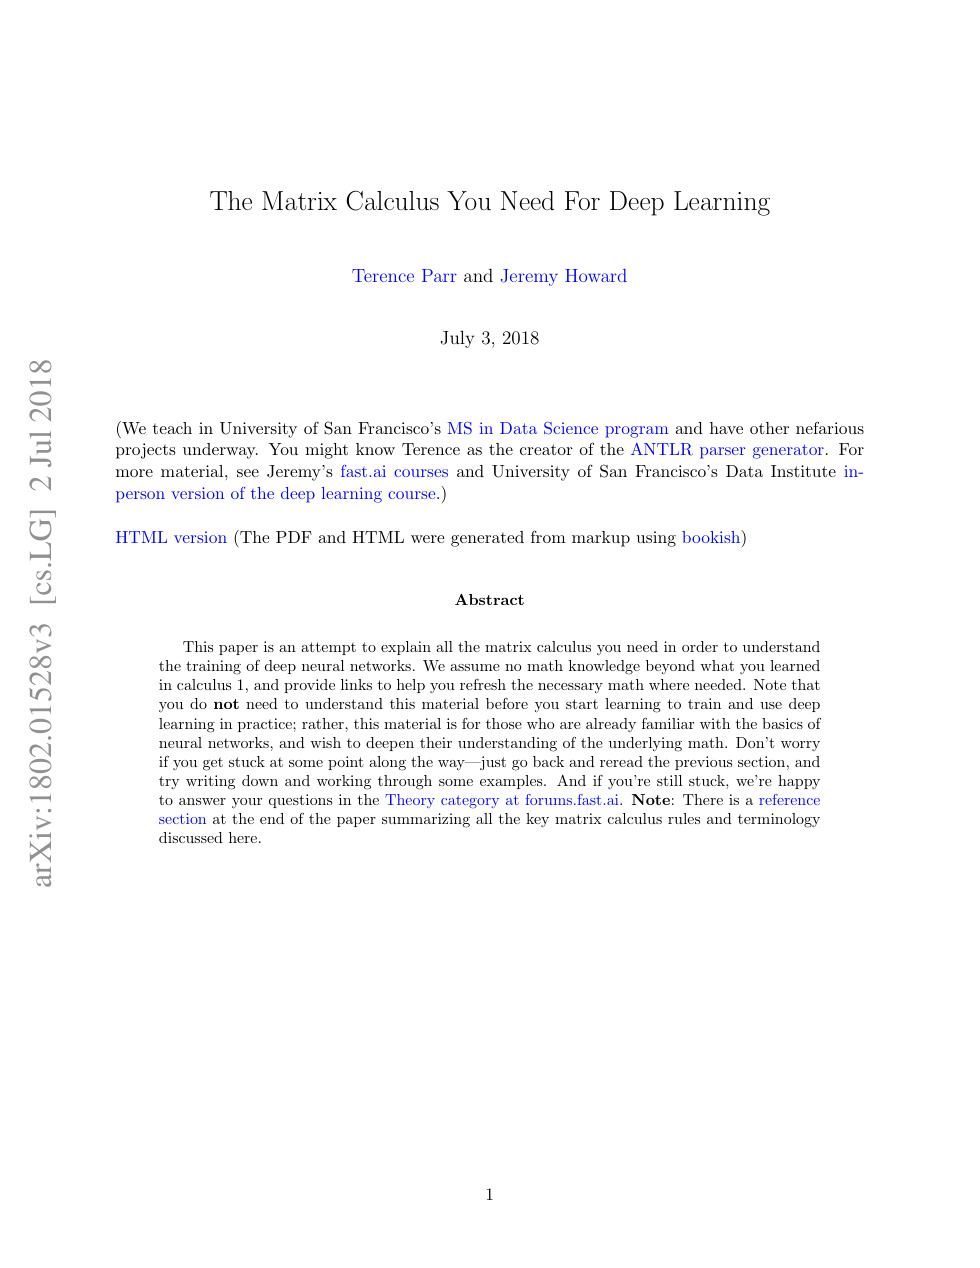 The Matrix Calculus You Need For Deep Learning
Terence Parr and Jeremy Howard
July 3, 2018
(We teach in University of San Francisco's MS in Data Science program and have other nefarious
projects underway. You might know Terence as the creator of the ANTLR parser generator. For
more material, see Jeremy's fast.ai courses and University of San Francisco's Data Institute in-
person version of the deep learning course.)
HTML version (The PDF and HTML were generated from markup using bookish)
Abstract
This paper is an attempt to explain all the matrix calculus you need in order to understand
the training of deep neural networks. We assume no math knowledge beyond what you learned
in calculus 1, and provide links to help you refresh the necessary math where needed. Note that
you do not need to understand this material before you start learning to train and use deep
learning in practice; rather, this material is for those who are already familiar with the basics of
neural networks, and wish to deepen their understanding of the underlying math. Don't worry
if you get stuck at some point along the way—just go back and reread the previous section, and
try writing down and working through some examples. And if you're still stuck, we're happy
to answer your questions in the Theory category at forums.fast.ai. Note: There is a reference
section at the end of the paper summarizing all the key matrix calculus rules and terminology
discussed here.
arXiv:1802.01528v3 [cs.LG] 2 Jul 2018
1